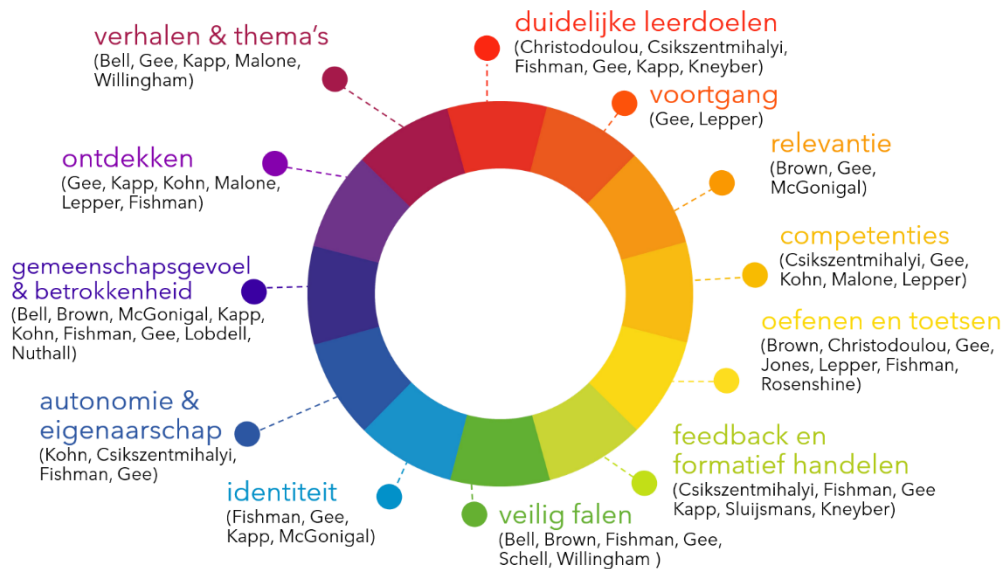 duidelijke leerdoelen
(Christodoulou, Csikszentmihalyi,
Fishman, Gee, Kapp, Kneyber)
voortgang
(Gee, Lepper)
relevantie
(Brown, Gee,
McGonigal)
competenties
(Csikszentmihalyi, Gee,
Kohn, Malone, Lepper)
oefenen en toetsen
(Brown, Christodoulou, Gee,
Jones, Lepper, Fishman,
Rosenshine)
feedback en
formatief handelen
(Csikszentmihalyi, Fishman, Gee
Kapp, Sluijsmans, Kneyber)
veilig falen
(Bell, Brown, Fishman, Gee,
Schell, Willingham )
identiteit
(Fishman, Gee,
Kapp, McGonigal)
autonomie &
eigenaarschap
(Kohn, Csikszentmihalyi,
Fishman, Gee)
gemeenschapsgevoel
& betrokkenheid
(Bell, Brown, McGonigal, Kapp,
Kohn, Fishman, Gee, Lobdell,
Nuthall)
ontdekken
(Gee, Kapp, Kohn, Malone,
Lepper, Fishman)
verhalen & thema's
(Bell, Gee, Kapp, Malone,
Willingham)